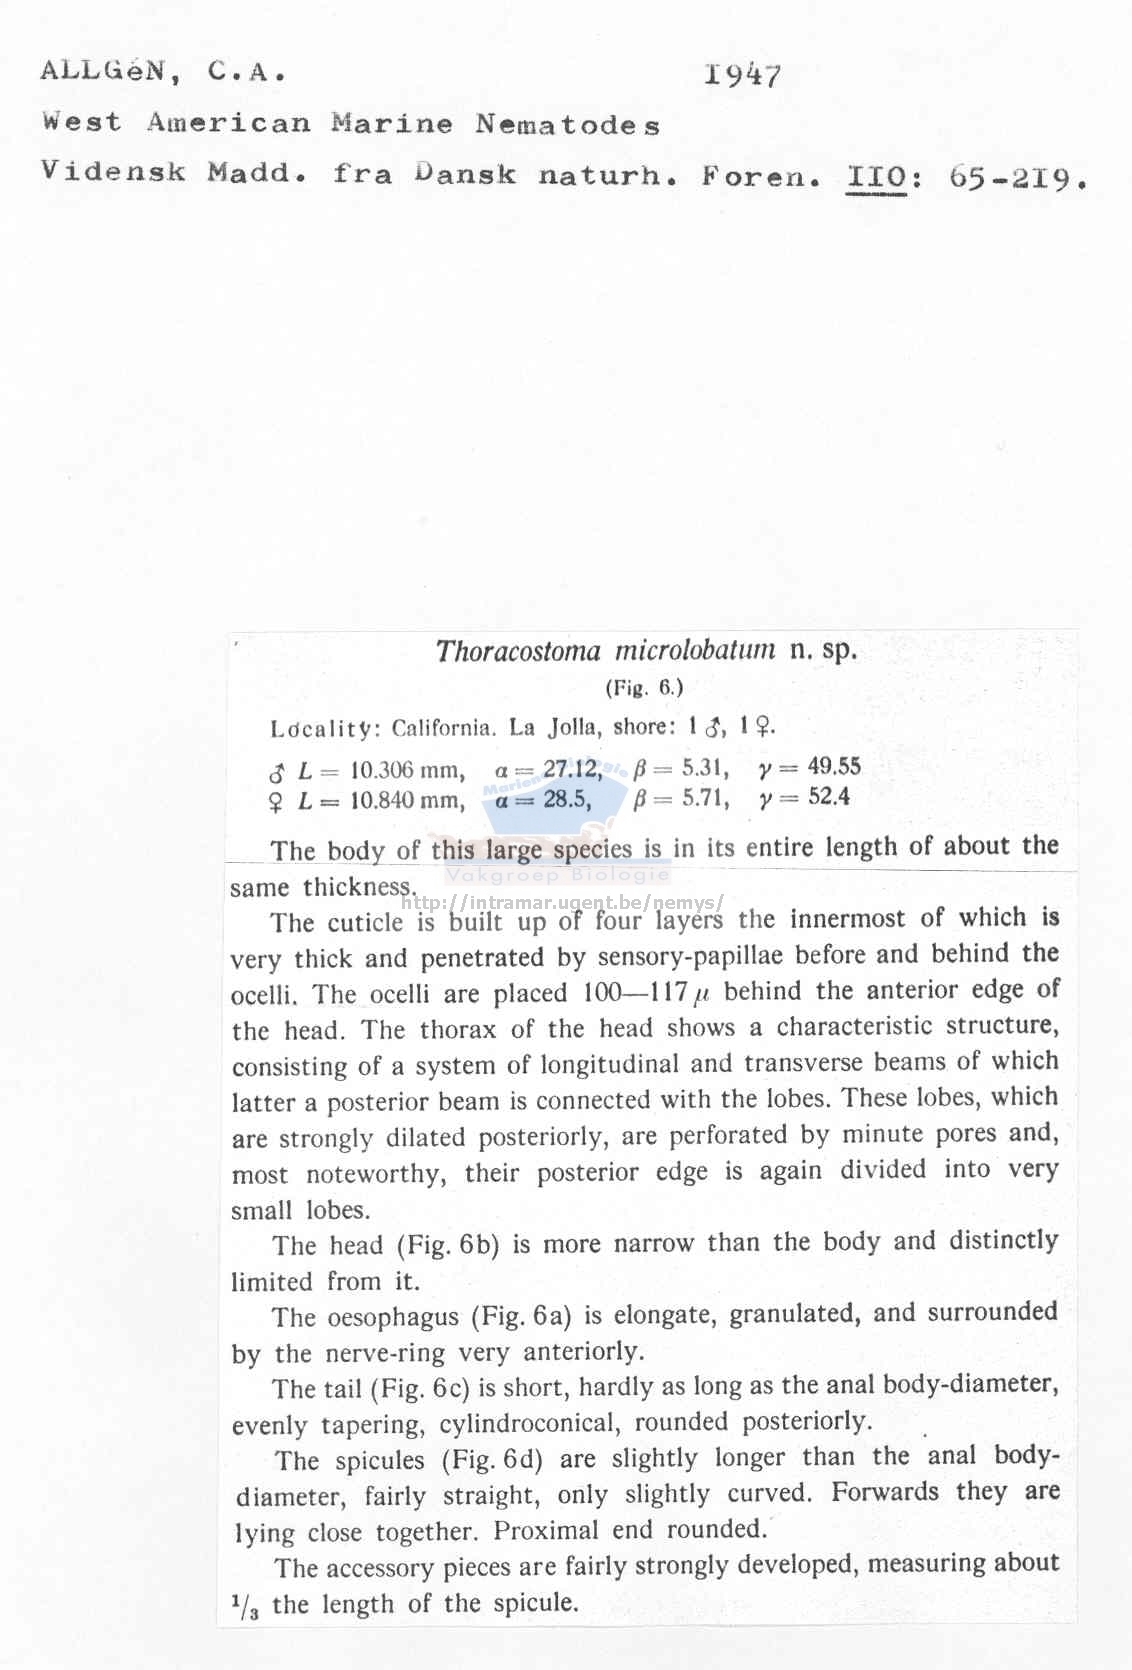 ALLGéN, C.A. 1947
West American Marine Nematodes
Vidensk Madd. fra Dansk naturh. Foren. IIO: 65-2I9.
Thoracostoma microlobatum n. sp.
(Fig. 6.)
Locality: California. La Jolla, shore: 1 ♂, 1 ♀.
♂ L = 10.306 mm, α = 27.12, β = 5.31, γ = 49.55
♀ L = 10.840 mm, α = 28.5, β = 5.71, γ = 52.4
Mariene Biologie
The body of this large species is in its entire length of about the
Vakgroep Biologie
same thickness.
http://intramar.ugent.be/nemys/
The cuticle is built up of four layers the innermost of which is
very thick and penetrated by sensory-papillae before and behind the
ocelli. The ocelli are placed 100—117 µ behind the anterior edge of
the head. The thorax of the head shows a characteristic structure,
consisting of a system of longitudinal and transverse beams of which
latter a posterior beam is connected with the lobes. These lobes, which
are strongly dilated posteriorly, are perforated by minute pores and,
most noteworthy, their posterior edge is again divided into very
small lobes.
The head (Fig. 6b) is more narrow than the body and distinctly
limited from it.
The oesophagus (Fig. 6a) is elongate, granulated, and surrounded
by the nerve-ring very anteriorly.
The tail (Fig. 6c) is short, hardly as long as the anal body-diameter,
evenly tapering, cylindroconical, rounded posteriorly.
The spicules (Fig. 6d) are slightly longer than the anal body-
diameter, fairly straight, only slightly curved. Forwards they are
lying close together. Proximal end rounded.
The accessory pieces are fairly strongly developed, measuring about
1/3 the length of the spicule.